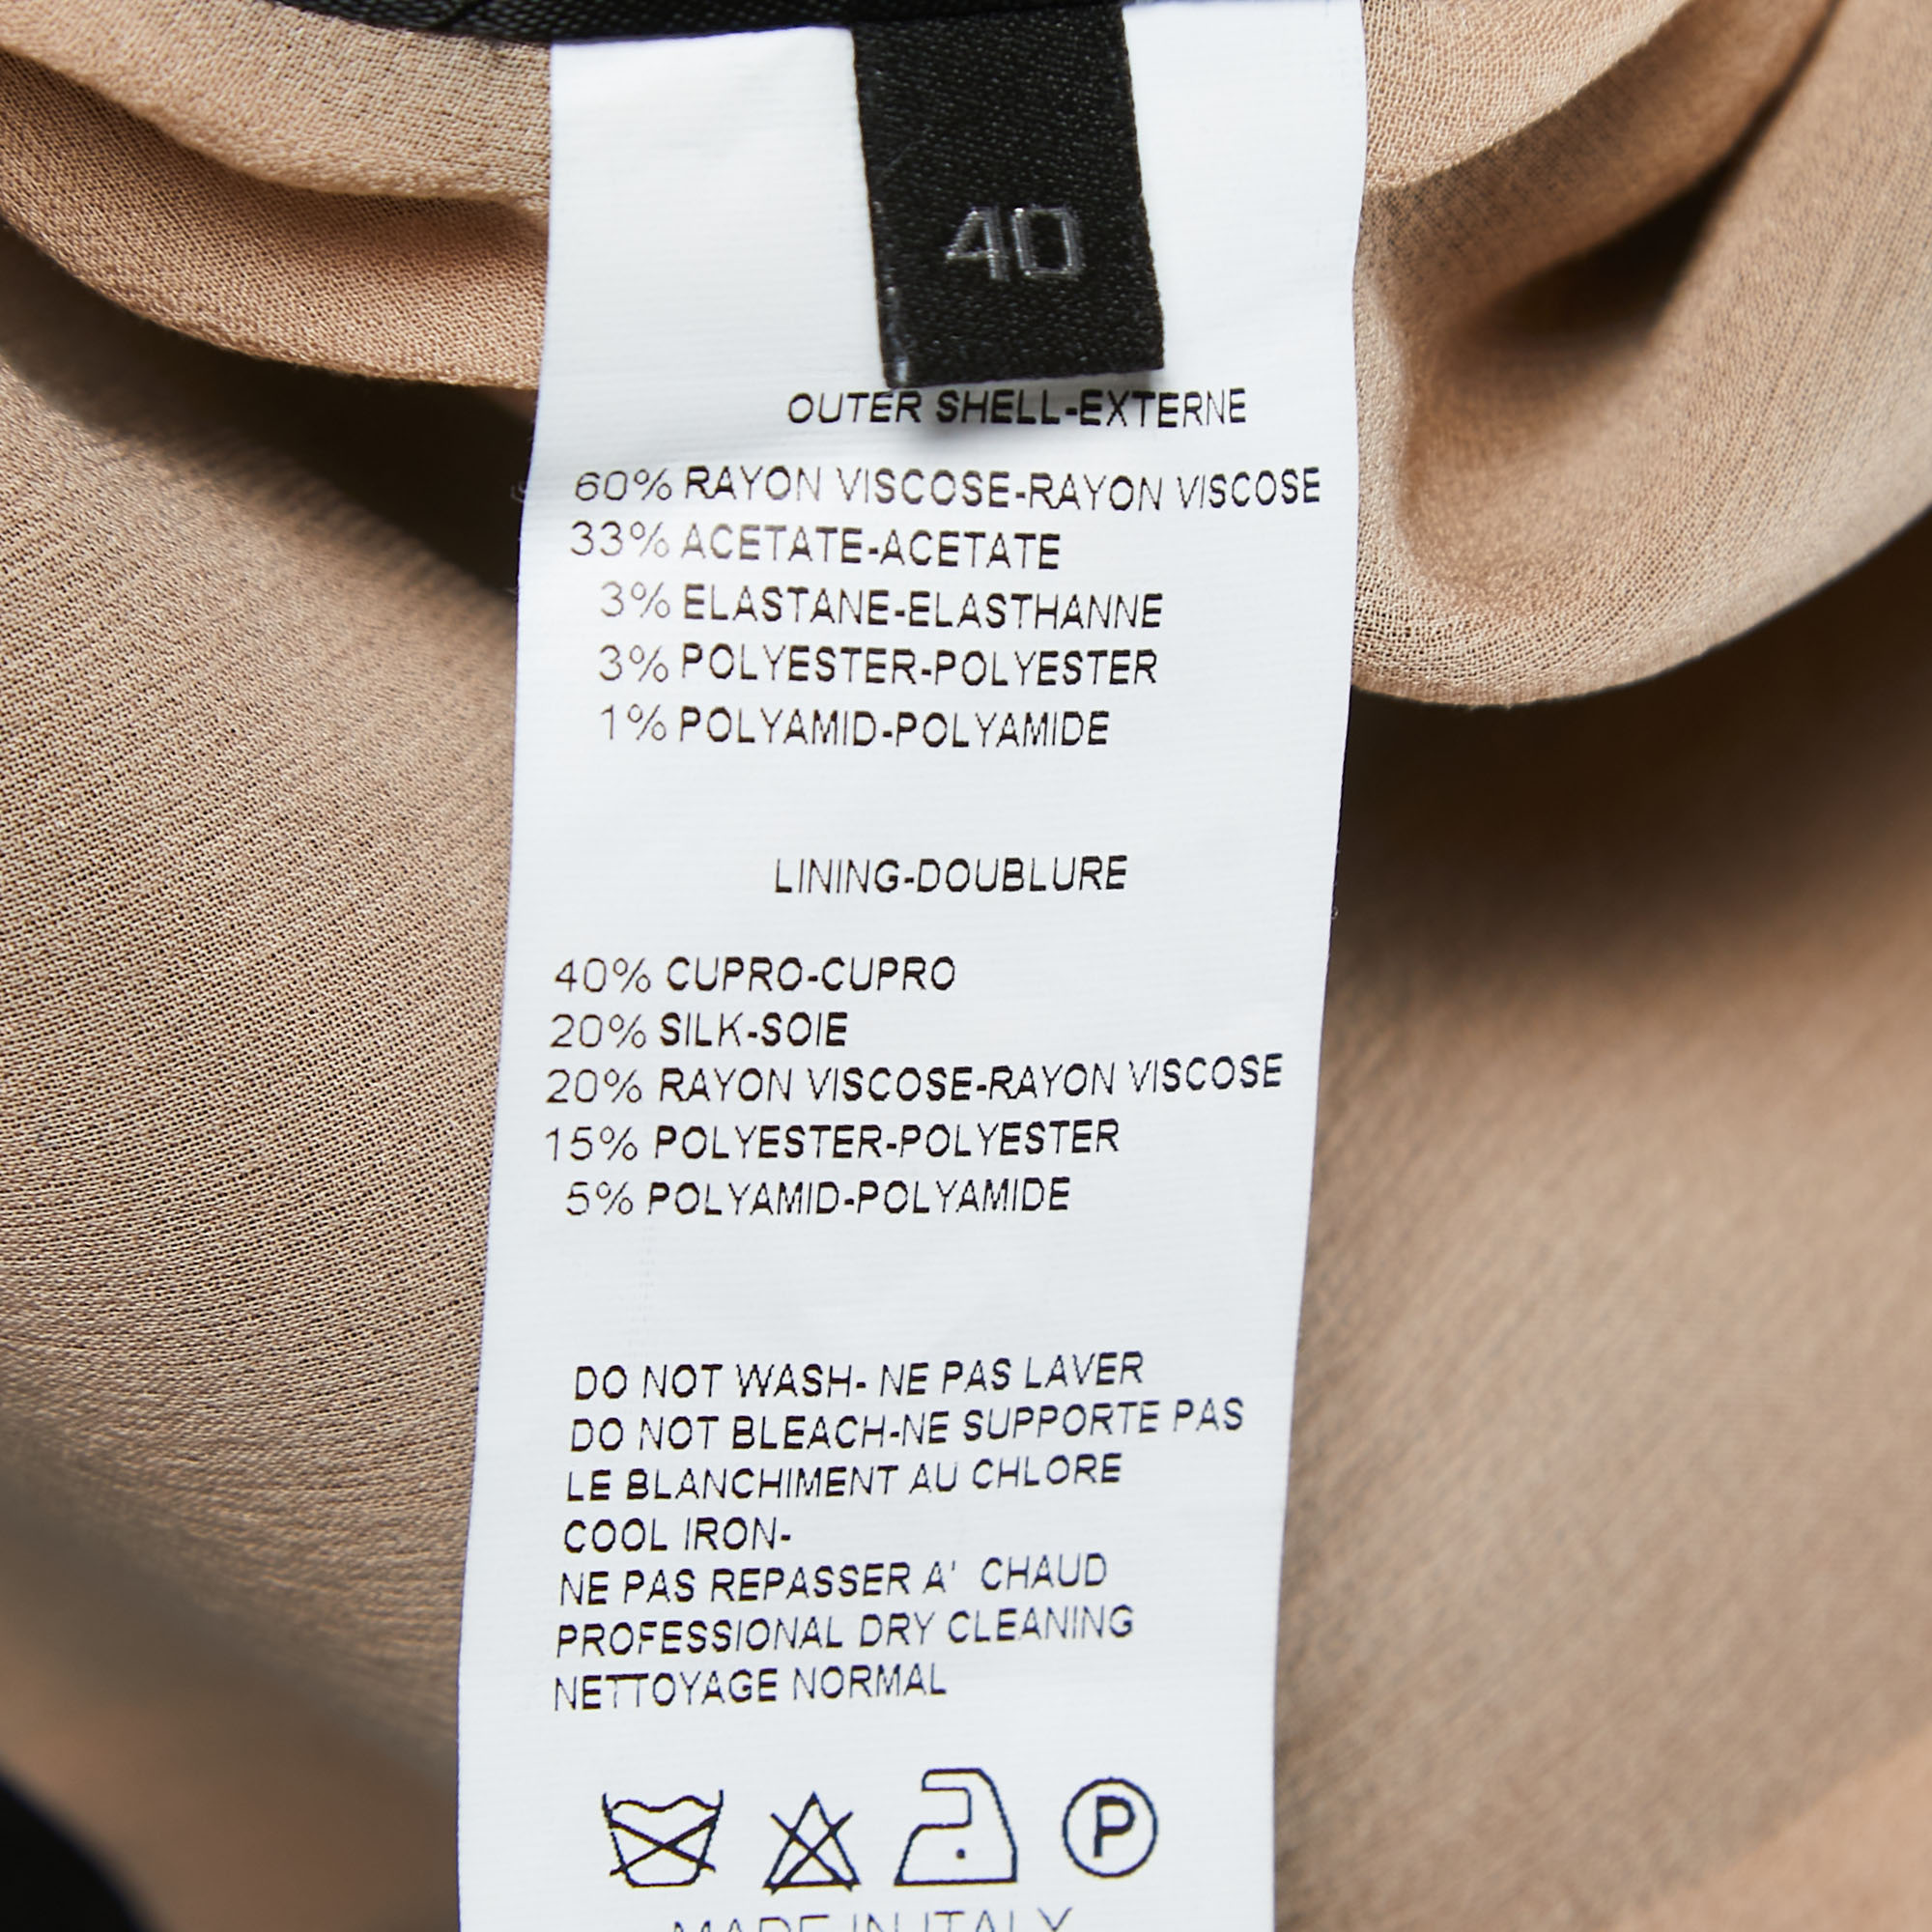 40
OUTER SHELL-EXTERNE
60% RAYON VISCOSE-RAYON VISCOSE
33% ACETATE-ACETATE
3% ELASTANE-ELASTHANNE
3% POLYESTER-POLYESTER
1% POLYAMID-POLYAMIDE
LINING-DOUBLURE
40% CUPRO-CUPRO
20% SILK-SOIE
20% RAYON VISCOSE-RAYON VISCOSE
15% POLYESTER-POLYESTER
5% POLYAMID-POLYAMIDE
DO NOT WASH- NE PAS LAVER
DO NOT BLEACH-NE SUPPORTE PAS
LE BLANCHIMENT AU CHLORE
COOL IRON-
NE PAS REPASSER A' CHAUD
PROFESSIONAL DRY CLEANING
NETTOYAGE NORMAL
P
MADE IN ITALY